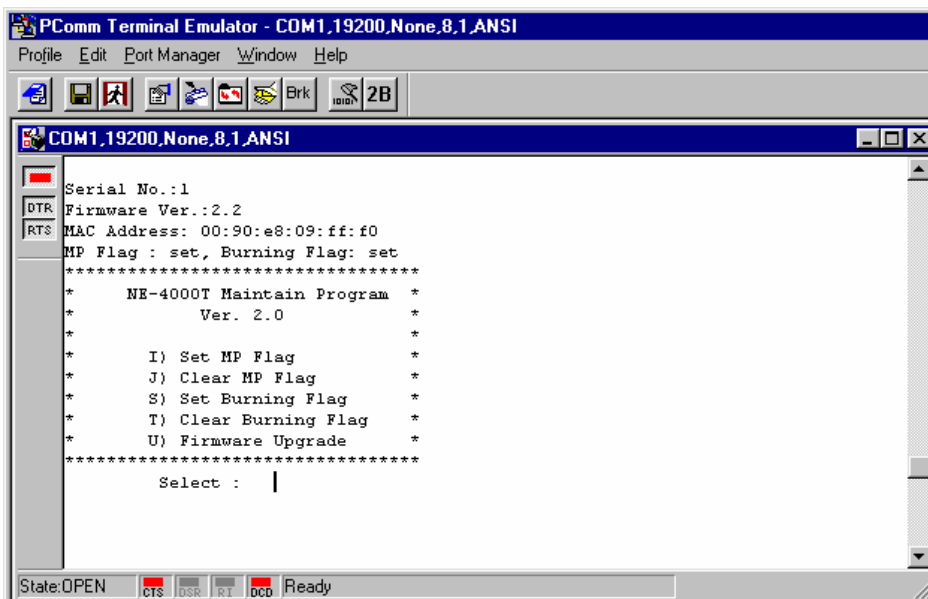 PComm Terminal Emulator - COM1,19200,None,8,1,ANSI
Profile Edit Port Manager Window Help
Brk 2B
COM1,19200,None,8,1,ANSI
DTR
RTS
Serial No.:1
Firmware Ver.:2.2
MAC Address: 00:90:e8:09:ff:f0
MP Flag : set, Burning Flag: set
**********************************
* NE-4000T Maintain Program *
* Ver. 2.0 *
* *
* I) Set MP Flag *
* J) Clear MP Flag *
* S) Set Burning Flag *
* T) Clear Burning Flag *
* U) Firmware Upgrade *
**********************************
Select :
State:OPEN CTS DSR RI DCD Ready